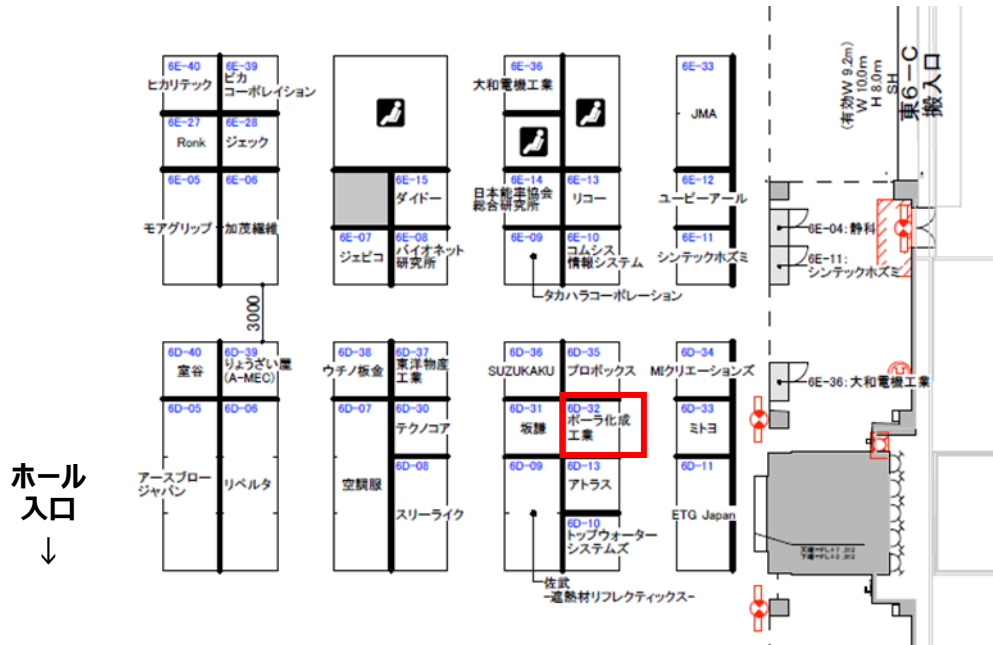 6E-40
ヒカリテック
6E-39
ピカ
コーポレイション
6E-36
大和電機工業
6E-33
JMA
6E-27
Ronk
6E-28
ジェック
6E-05
モアグリップ
6E-06
加茂繊維
6E-15
ダイドー
6E-07
ジェピコ
6E-08
バイオネット
研究所
6E-14
日本能率協会
総合研究所
6E-13
リコー
6E-09
タカハラコーポレーション
6E-10
コムシス
情報システム
6E-12
ユーピーアール
6E-11
シンテックホズミ
(有効W 9.2m)
W 10.0m
H 8.0m
SH
東6-C
搬入口
6E-04:静科
6E-11:
シンテックホズミ
6E-36:大和電機工業
3000
6D-40
室谷
6D-39
りょうざい屋
(A-MEC)
6D-38
ウチノ板金
6D-37
東洋物産
工業
6D-36
SUZUKAKU
6D-35
プロボックス
6D-34
MIクリエーションズ
6D-05
アースブロー
ジャパン
6D-06
リベルタ
6D-07
空調服
6D-30
テクノコア
6D-08
スリーライク
6D-31
坂謙
6D-32
ポーラ化成
工業
6D-33
ミトヨ
6D-09
佐武
-遮熱材リフレクティックス-
6D-13
アトラス
6D-10
トップウォーター
システムズ
6D-11
ETG Japan
ホール
入口
↓